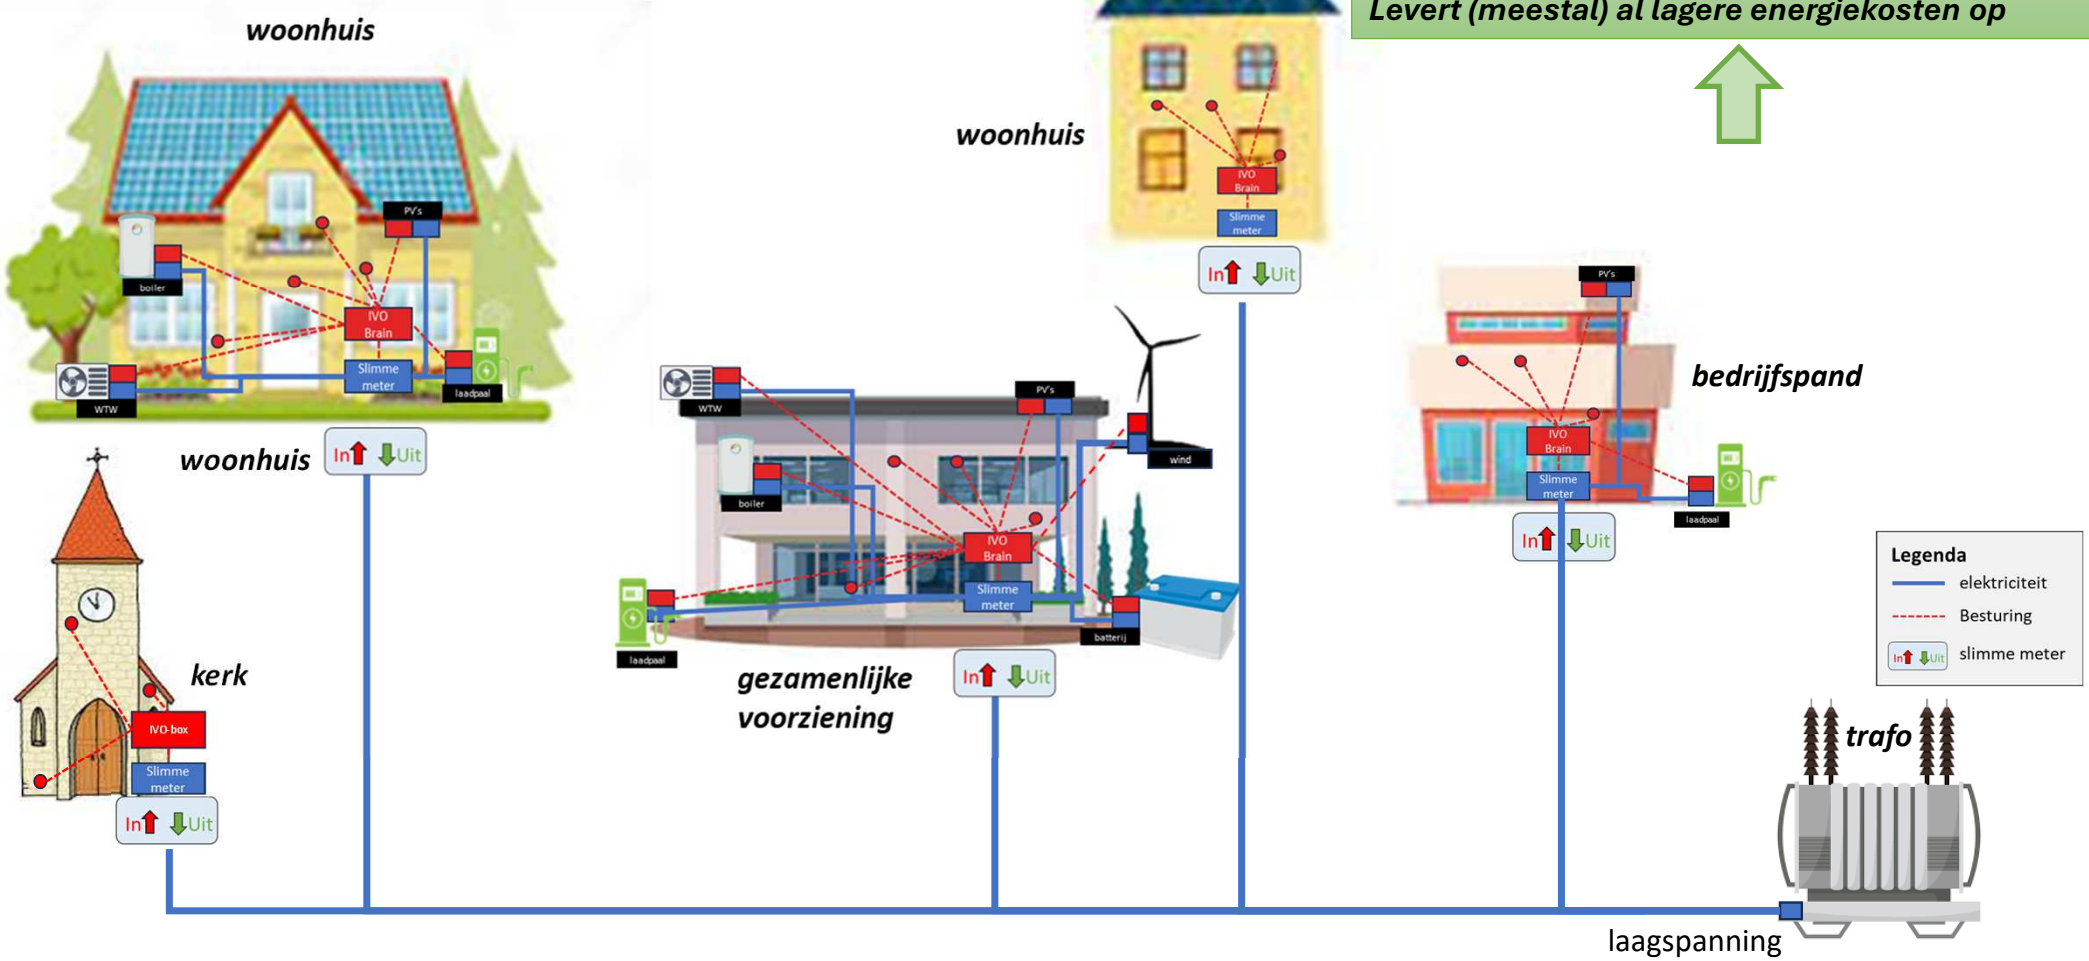 Levert (meestal) al lagere energiekosten op
woonhuis
PV's
boiler
IVO
Brain
Slimme
meter
laadpaal
WTW
woonhuis
In Uit
woonhuis
IVO
Brain
Slimme
meter
In Uit
PV's
bedrijfspand
IVO
Brain
Slimme
meter
laadpaal
In Uit
WTW
PV's
wind
boiler
IVO
Brain
Slimme
meter
laadpaal
batterij
gezamenlijke
voorziening
In Uit
kerk
IVO-box
Slimme
meter
In Uit
Legenda
elektriciteit
Besturing
In Uit slimme meter
trafo
laagspanning